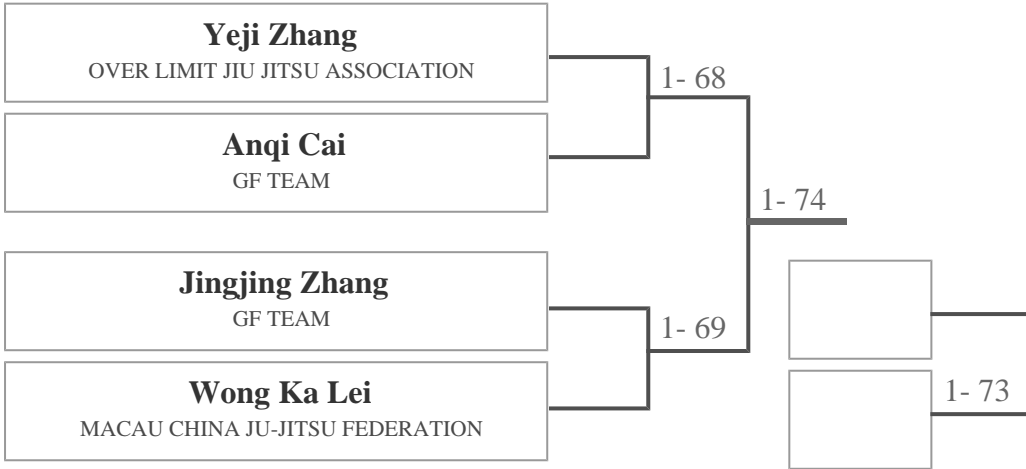 Yeji Zhang
OVER LIMIT JIU JITSU ASSOCIATION
1- 68
Anqi Cai
GF TEAM
1- 74
Jingjing Zhang
GF TEAM
1- 69
Wong Ka Lei
MACAU CHINA JU-JITSU FEDERATION
1- 73